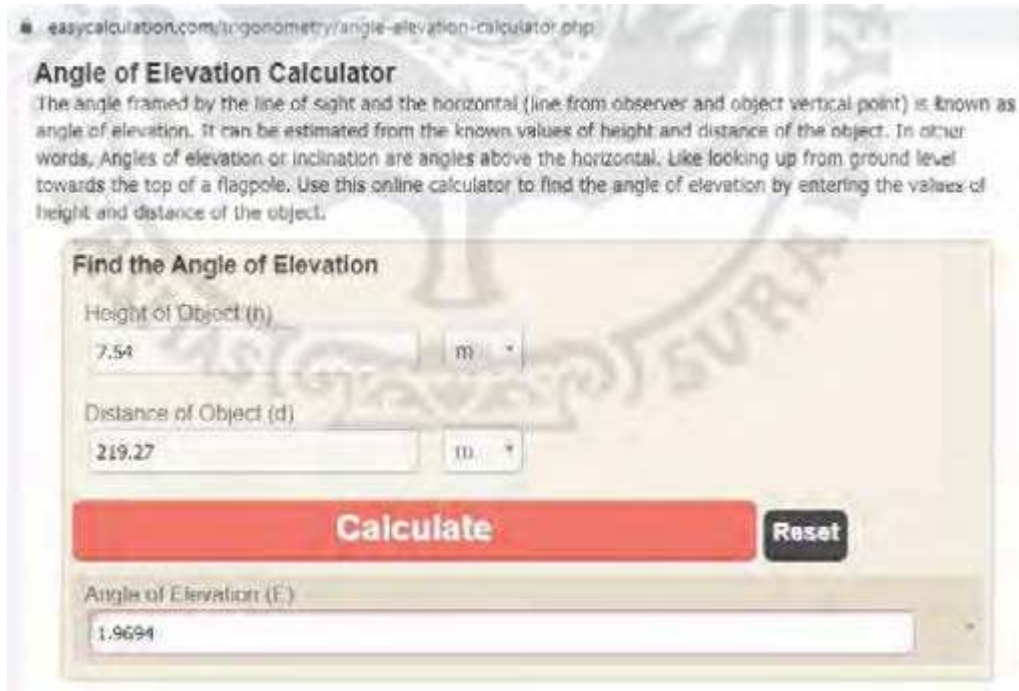 easycalculation.com/trigonometry/angle-elevation-calculator.php
Angle of Elevation Calculator
The angle framed by the line of sight and the horizontal (line from observer and object vertical point) is known as
angle of elevation. It can be estimated from the known values of height and distance of the object. In other
words, Angles of elevation or inclination are angles above the horizontal. Like looking up from ground level
towards the top of a flagpole. Use this online calculator to find the angle of elevation by entering the values of
height and distance of the object.
Find the Angle of Elevation
Height of Object (h)
7.54 m
Distance of Object (d)
219.27 m
Calculate Reset
Angle of Elevation (E)
1.9694 °
SURA
TAS